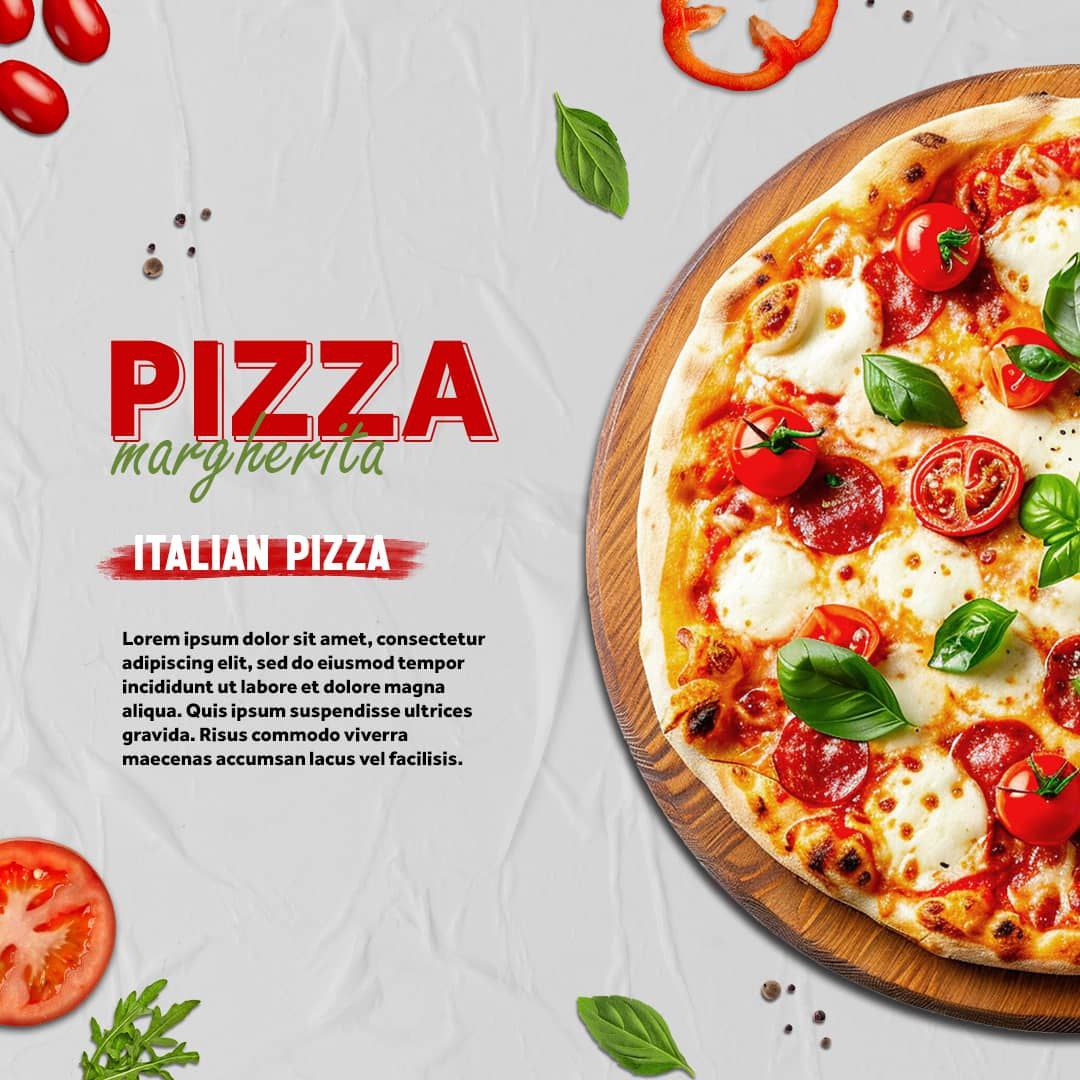 PIZZA
margherita
ITALIAN PIZZA
Lorem ipsum dolor sit amet, consectetur
adipiscing elit, sed do eiusmod tempor
incididunt ut labore et dolore magna
aliqua. Quis ipsum suspendisse ultrices
gravida. Risus commodo viverra
maecenas accumsan lacus vel facilisis.